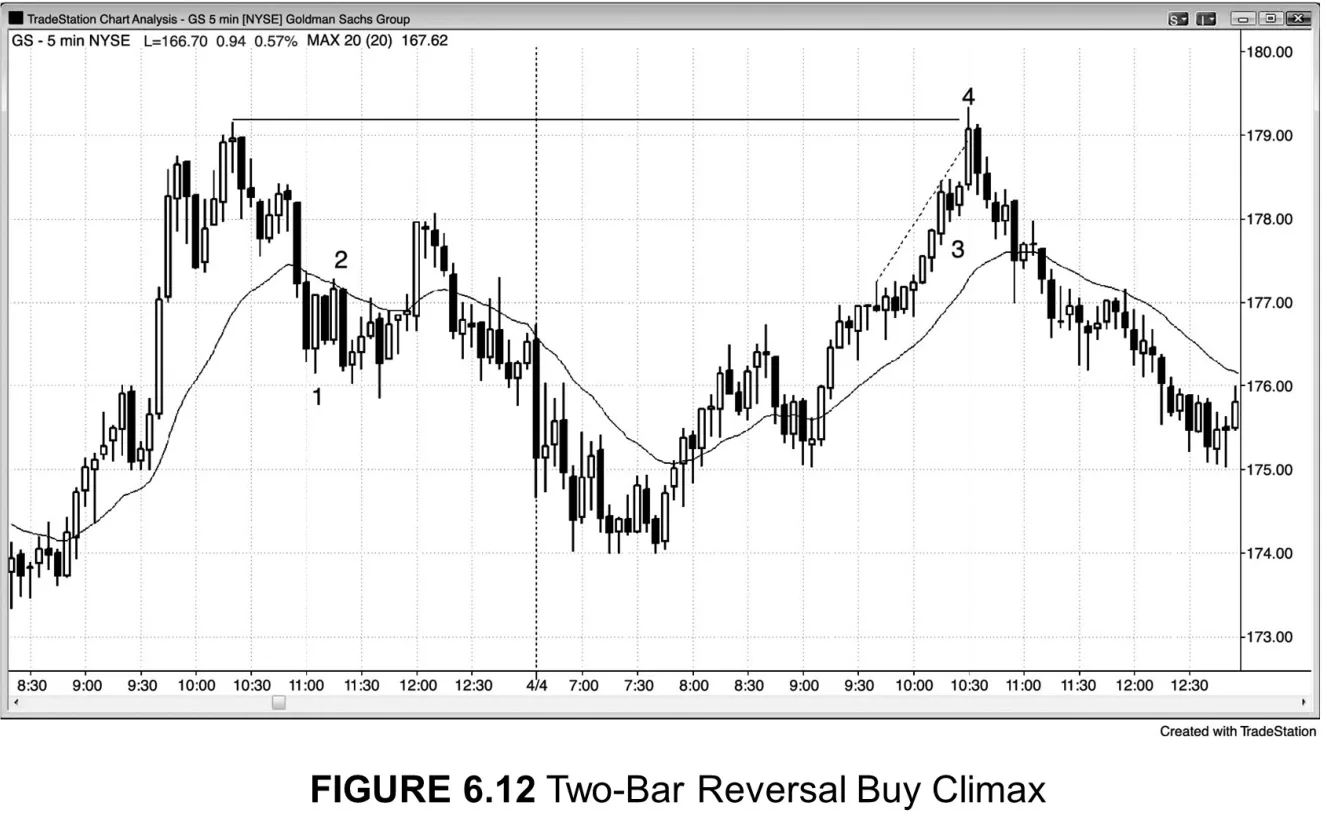 TradeStation Chart Analysis - GS 5 min [NYSE] Goldman Sachs Group
S I
GS - 5 min NYSE L=166.70 0.94 0.57% MAX 20 (20) 167.62
180.00
4
179.00
178.00
2
3
177.00
1
176.00
175.00
174.00
173.00
8:30 9:00 9:30 10:00 10:30 11:00 11:30 12:00 12:30 4/4 7:00 7:30 8:00 8:30 9:00 9:30 10:00 10:30 11:00 11:30 12:00 12:30
Created with TradeStation
FIGURE 6.12 Two-Bar Reversal Buy Climax